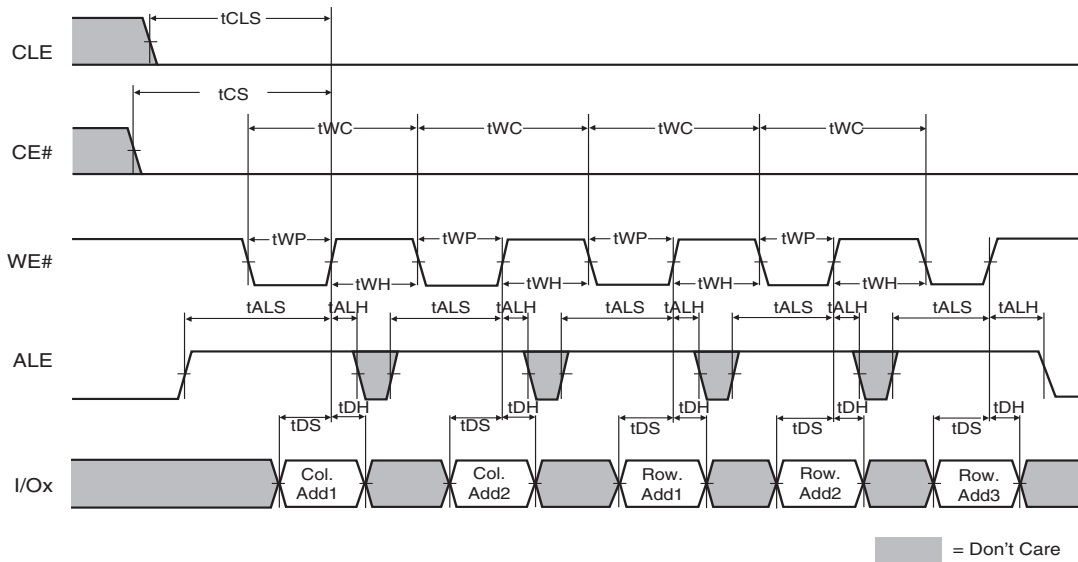 tCLS
CLE
tCS
tWC tWC tWC tWC
CE#
tWP tWP tWP tWP
WE#
tWH tWH tWH tWH
tALS tALH tALS tALH tALS tALH tALS tALH tALS tALH
ALE
tDS tDH tDS tDH tDS tDH tDS tDH tDS tDH
I/Ox
Col. Add1
Col. Add2
Row. Add1
Row. Add2
Row. Add3
= Don't Care